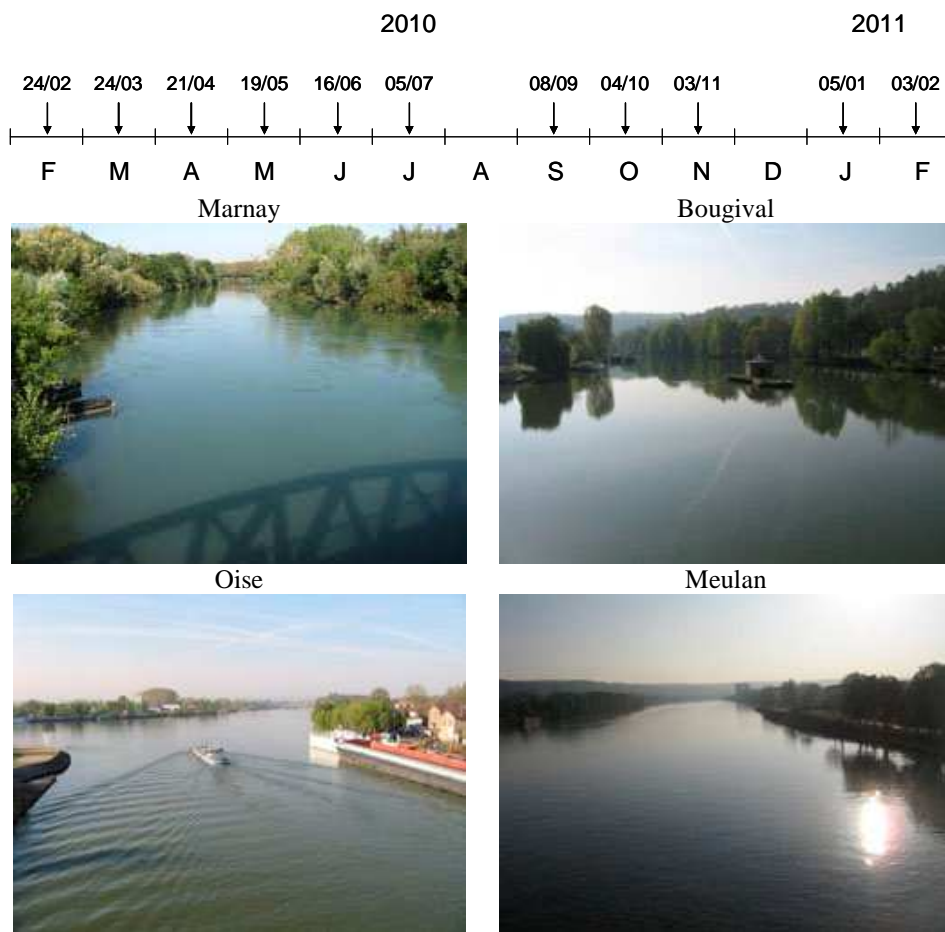 2010 2011
24/02 24/03 21/04 19/05 16/06 05/07 08/09 04/10 03/11 05/01 03/02
F M A M J J A S O N D J F
Marnay Bougival
Oise Meulan